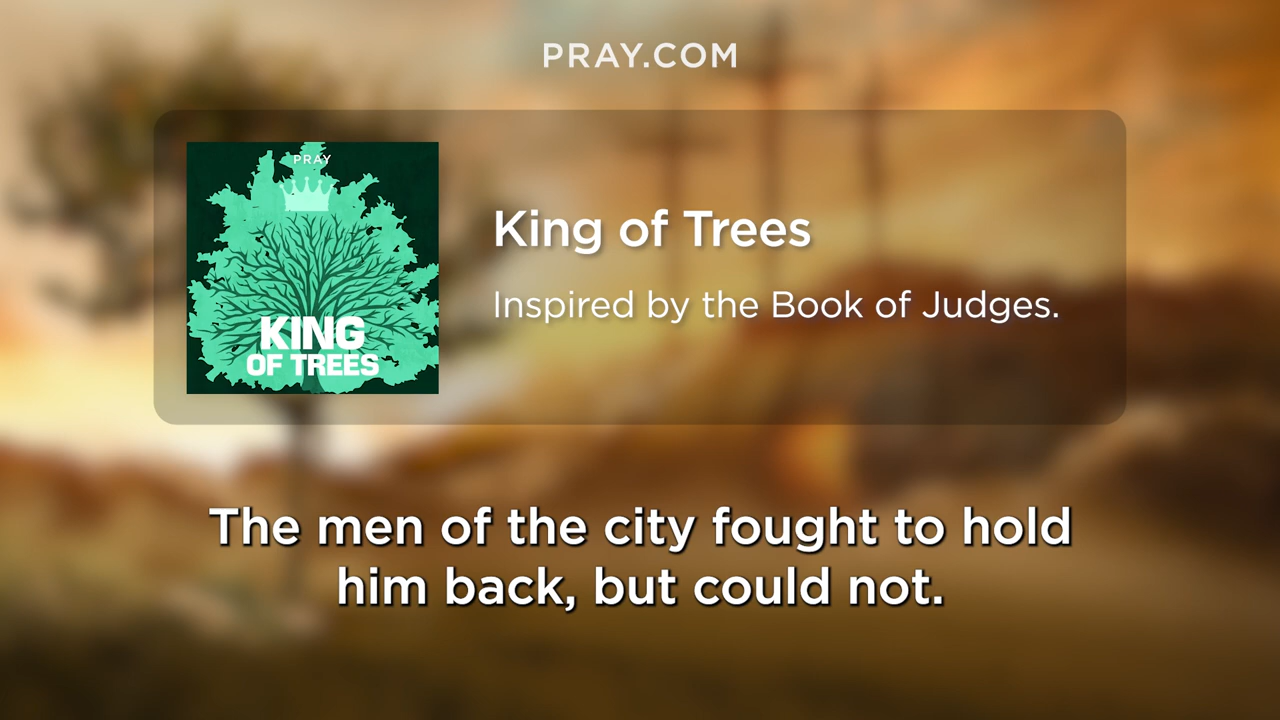 PRAY.COM
PRAY
KING
OF TREES
King of Trees
Inspired by the Book of Judges.
The men of the city fought to hold
him back, but could not.